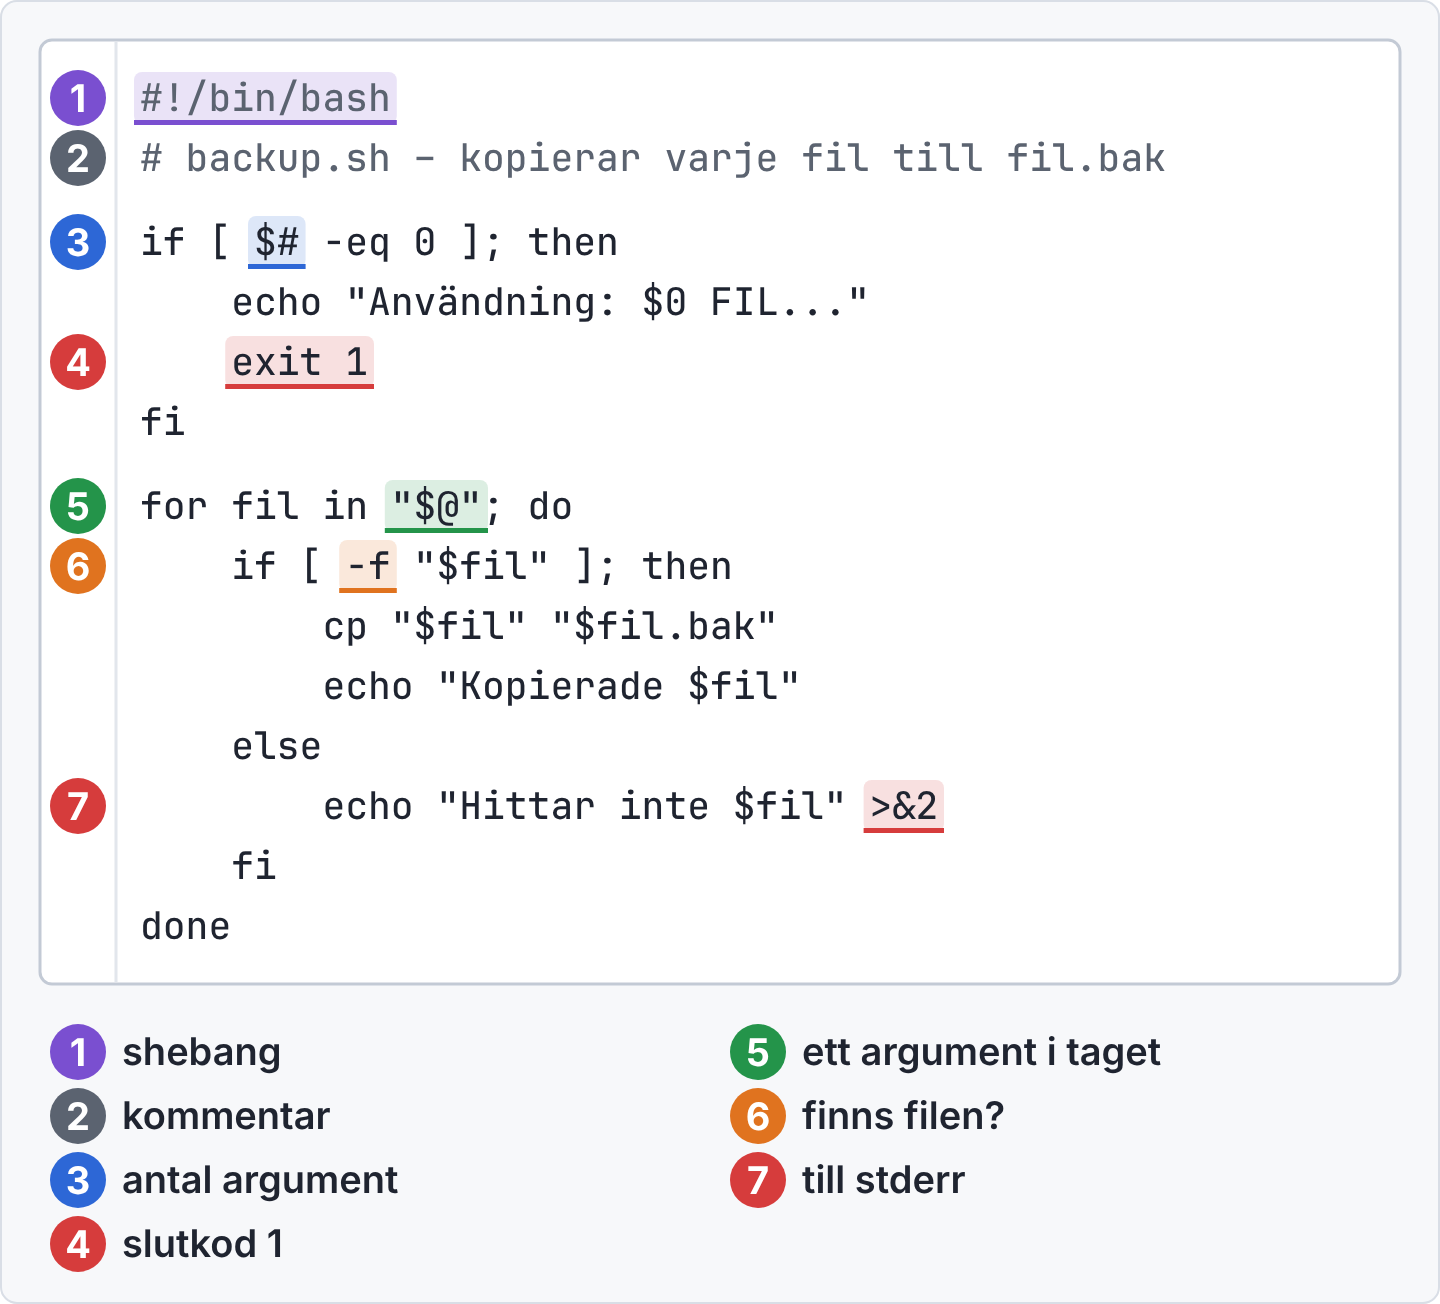 1 #!/bin/bash
2 # backup.sh – kopierar varje fil till fil.bak
3 if [ $# -eq 0 ]; then
echo "Användning: $0 FIL..."
4 exit 1
fi
5 for fil in "$@"; do
6 if [ -f "$fil" ]; then
cp "$fil" "$fil.bak"
echo "Kopierade $fil"
else
7 echo "Hittar inte $fil" >&2
fi
done
1 shebang
2 kommentar
3 antal argument
4 slutkod 1
5 ett argument i taget
6 finns filen?
7 till stderr